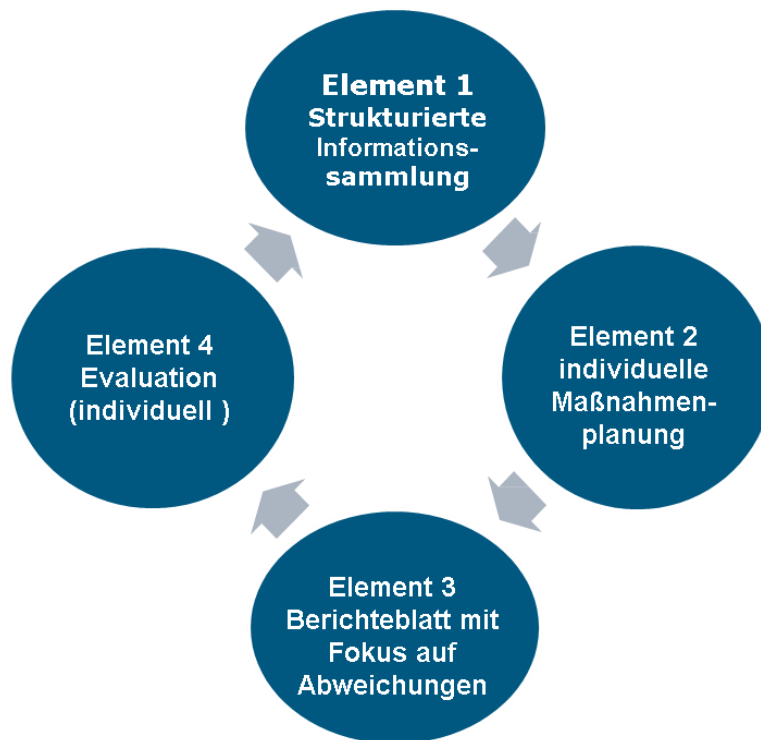 Element 1
Strukturierte
Informations-
sammlung
Element 2
individuelle
Maßnahmen-
planung
Element 3
Berichteblatt mit
Fokus auf
Abweichungen
Element 4
Evaluation
(individuell )